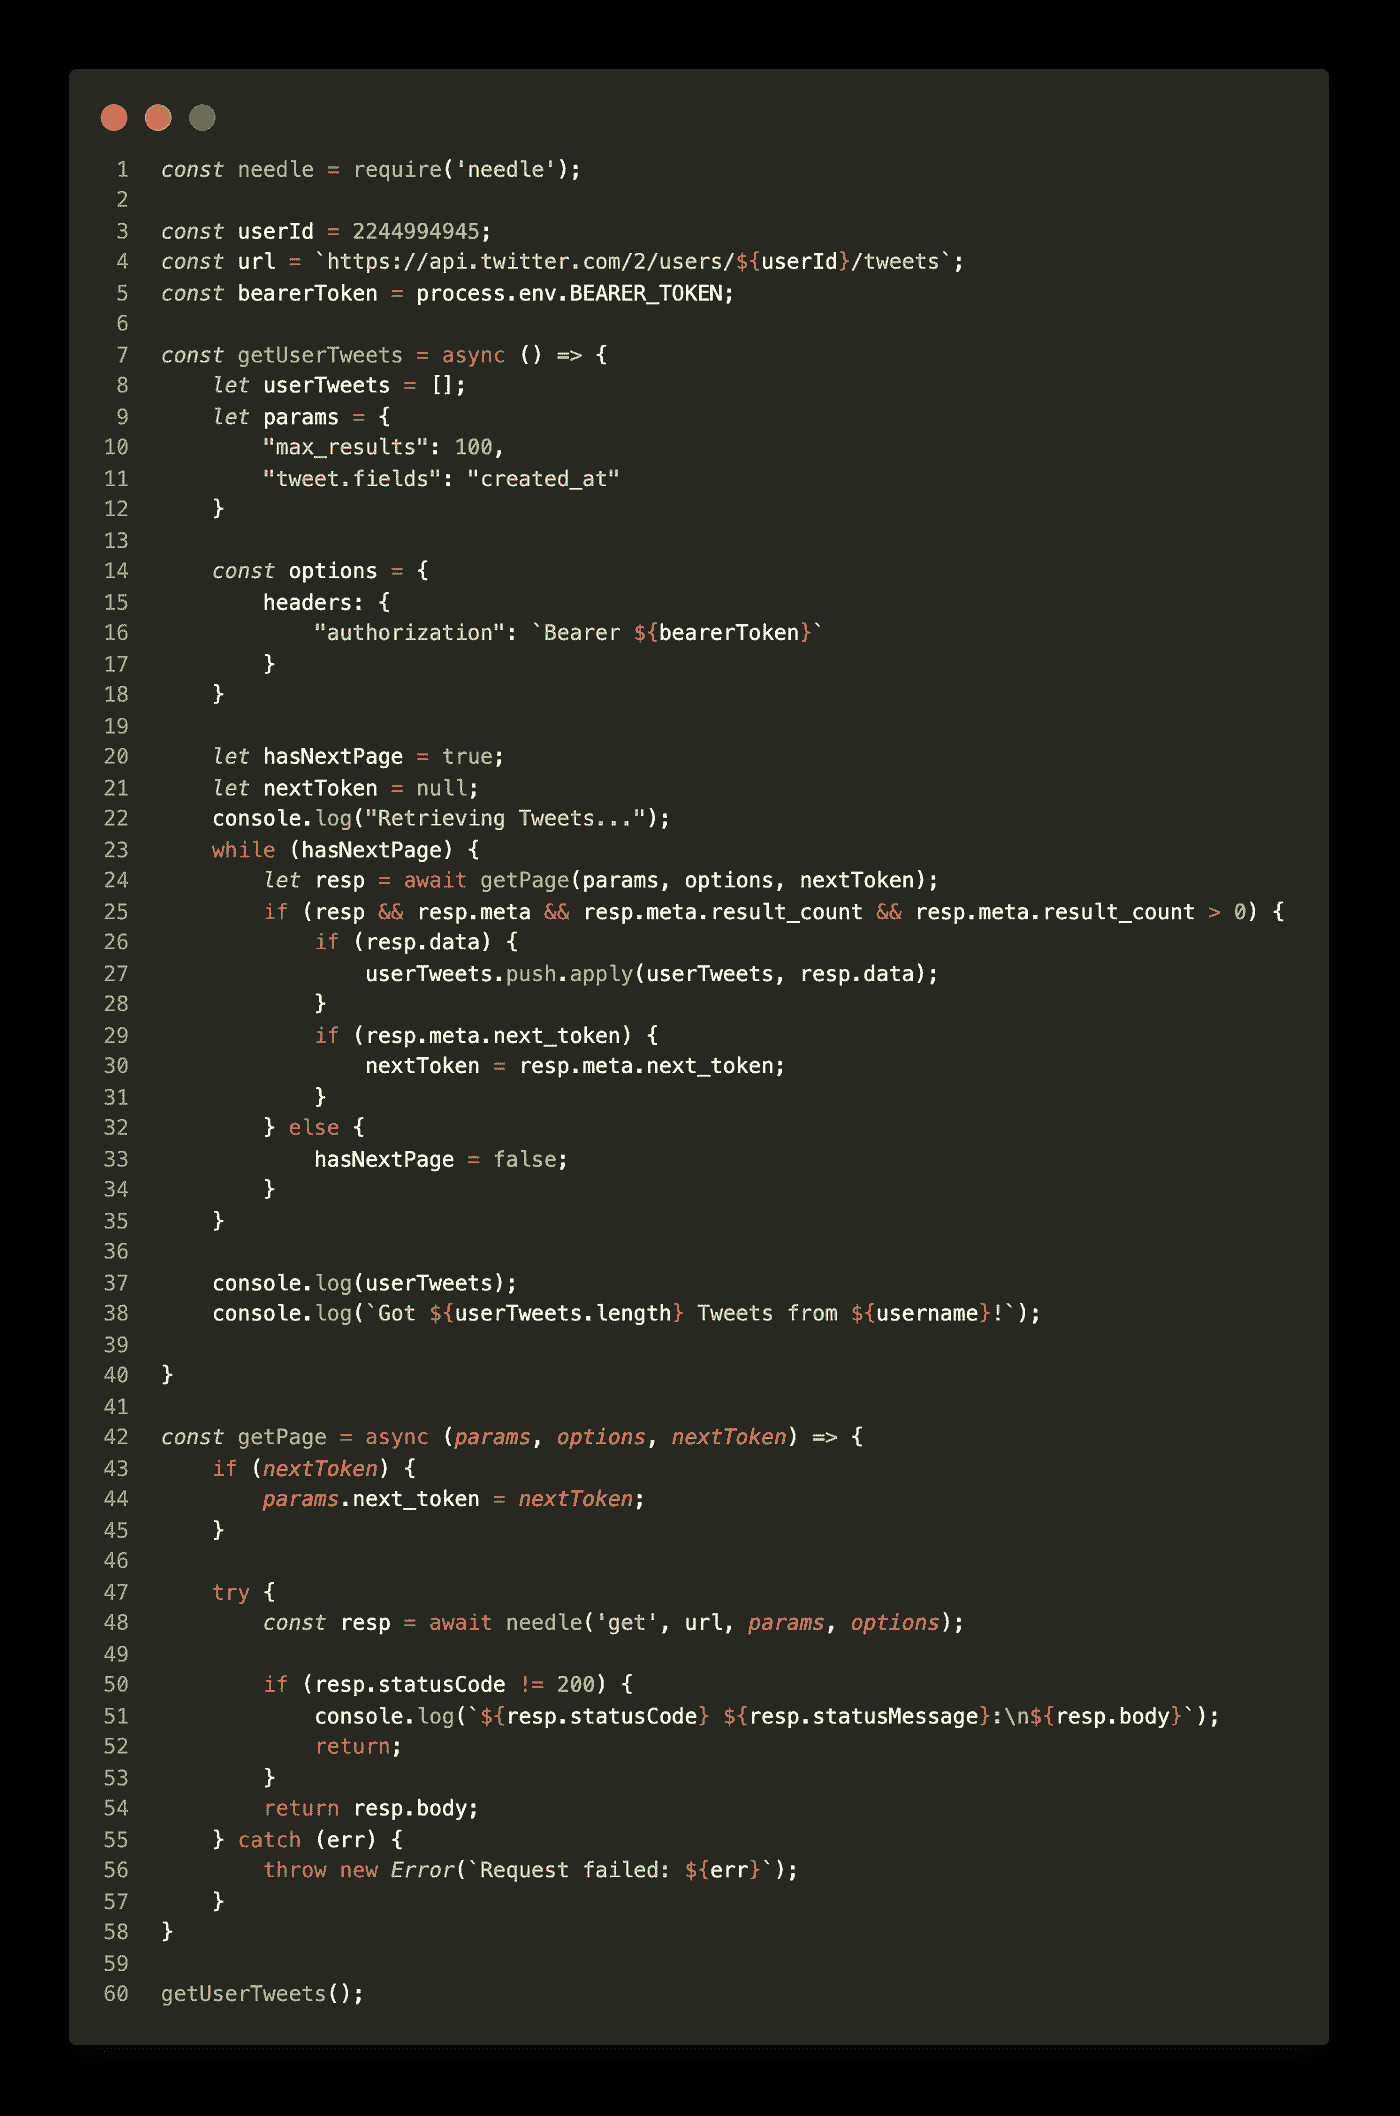 1 const needle = require('needle');
2
3 const userId = 2244994945;
4 const url = `https://api.twitter.com/2/users/${userId}/tweets`;
5 const bearerToken = process.env.BEARER_TOKEN;
6
7 const getUserTweets = async () => {
8     let userTweets = [];
9     let params = {
10         "max_results": 100,
11         "tweet.fields": "created_at"
12     }
13
14     const options = {
15         headers: {
16             "authorization": `Bearer ${bearerToken}`
17         }
18     }
19
20     let hasNextPage = true;
21     let nextToken = null;
22     console.log("Retrieving Tweets...");
23     while (hasNextPage) {
24         let resp = await getPage(params, options, nextToken);
25         if (resp && resp.meta && resp.meta.result_count && resp.meta.result_count > 0) {
26             if (resp.data) {
27                 userTweets.push.apply(userTweets, resp.data);
28             }
29             if (resp.meta.next_token) {
30                 nextToken = resp.meta.next_token;
31             }
32         } else {
33             hasNextPage = false;
34         }
35     }
36
37     console.log(userTweets);
38     console.log(`Got ${userTweets.length} Tweets from ${username}!`);
39
40 }
41
42 const getPage = async (params, options, nextToken) => {
43     if (nextToken) {
44         params.next_token = nextToken;
45     }
46
47     try {
48         const resp = await needle('get', url, params, options);
49
50         if (resp.statusCode != 200) {
51             console.log(`${resp.statusCode} ${resp.statusMessage}:\n${resp.body}`);
52             return;
53         }
54         return resp.body;
55     } catch (err) {
56         throw new Error(`Request failed: ${err}`);
57     }
58 }
59
60 getUserTweets();